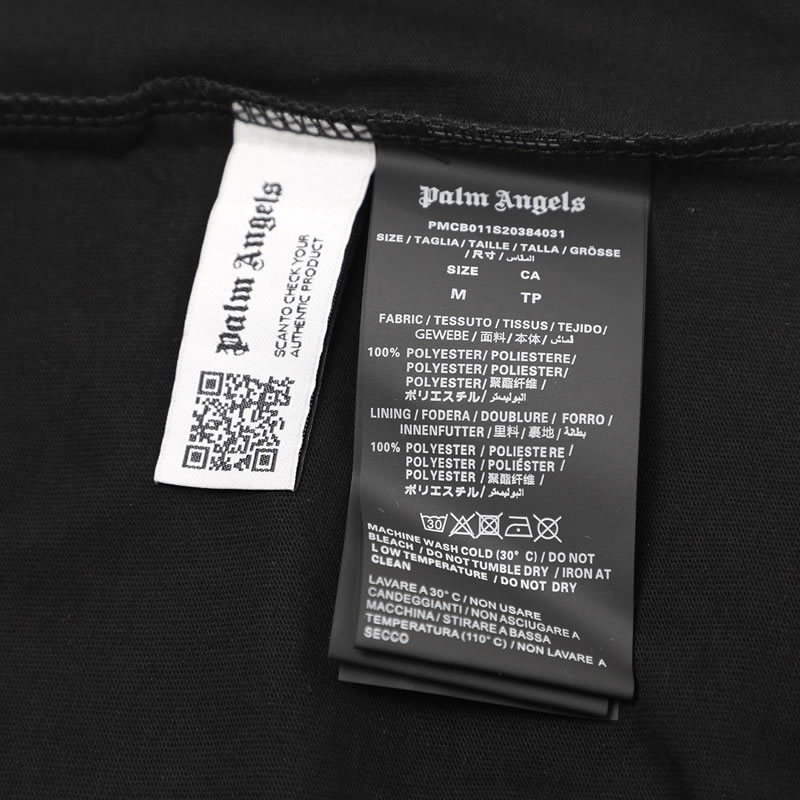 Palm Angels
SCAN TO CHECK YOUR
AUTHENTIC PRODUCT
Palm Angels
PMCB011S20384031
SIZE / TAGLIA / TAILLE / TALLA / GRÖSSE
/ 尺寸 / المقاس
SIZE CA
M TP
FABRIC / TESSUTO / TISSUS / TEJIDO /
GEWEBE / 面料 / 本体 / قماش
100% POLYESTER / POLIESTERE /
POLYESTER / POLIESTER /
POLYESTER / 聚酯纤维 /
ポリエステル / البوليستر
LINING / FODERA / DOUBLURE / FORRO /
INNENFUTTER / 里料 / 裏地 / بطانة
100% POLYESTER / POLIESTERE /
POLYESTER / POLIÉSTER /
POLYESTER / 聚酯纤维 /
ポリエステル / البوليستر
30
MACHINE WASH COLD (30° C) / DO NOT
BLEACH / DO NOT TUMBLE DRY / IRON AT
LOW TEMPERATURE / DO NOT DRY
CLEAN
LAVARE A 30° C / NON USARE
CANDEGGIANTI / NON ASCIUGARE A
MACCHINA / STIRARE A BASSA
TEMPERATURA (110° C) / NON LAVARE A
SECCO